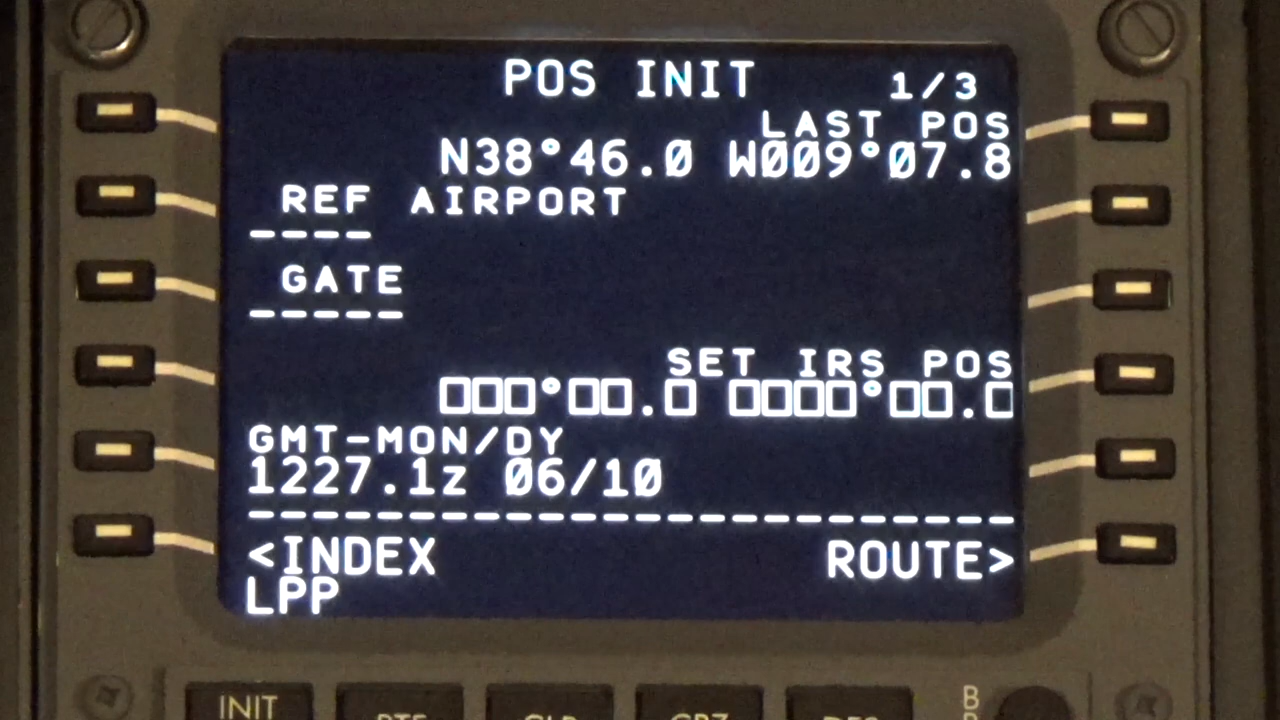 POS INIT 1/3
LAST POS
N38°46.0 W009°07.8
REF AIRPORT
----
GATE
-----
SET IRS POS
□□□°□□.□ □□□□°□□.□
GMT-MON/DY
1227.1z 06/10
--------------------
<INDEX ROUTE>
LPP
INIT